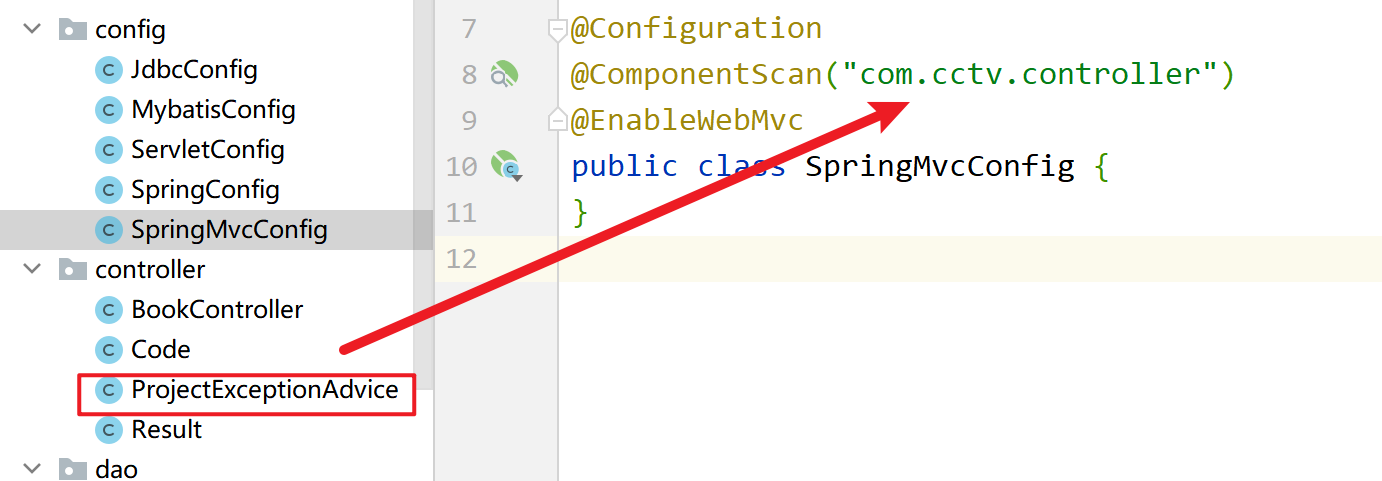 config
JdbcConfig
MybatisConfig
ServletConfig
SpringConfig
SpringMvcConfig
controller
BookController
Code
ProjectExceptionAdvice
Result
dao
7 @Configuration
8 @ComponentScan("com.cctv.controller")
9 @EnableWebMvc
10 public class SpringMvcConfig {
11 }
12